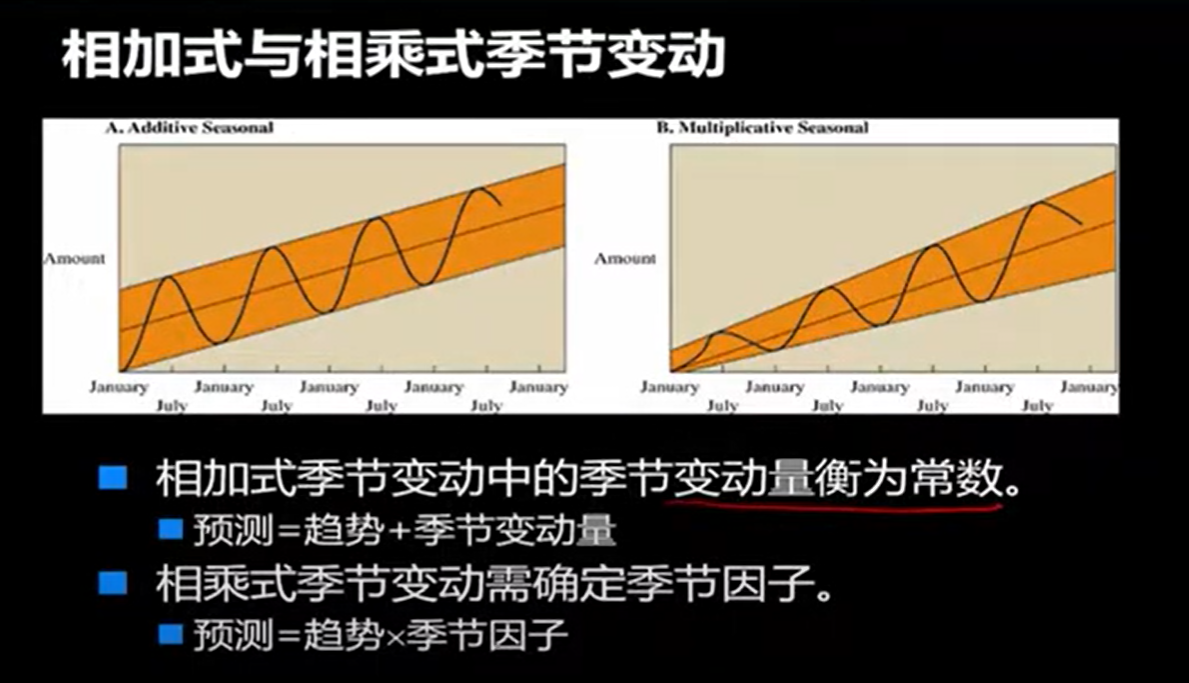 相加式与相乘式季节变动
A. Additive Seasonal
B. Multiplicative Seasonal
Amount
Amount
January January January January January
July July July July
January January January January January
July July July July
相加式季节变动中的季节变动量衡为常数。
预测=趋势+季节变动量
相乘式季节变动需确定季节因子。
预测=趋势×季节因子